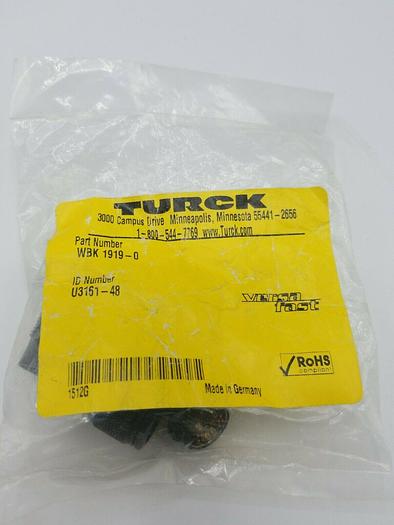 TURCK
3000 Campus Drive Minneapolis, Minnesota 55441-2656
1-800-544-7769 www.Turck.com
Part Number
WBK 1919-0
ID Number
U3161-48
versa
fast
RoHS
compliant
1512G
Made in Germany